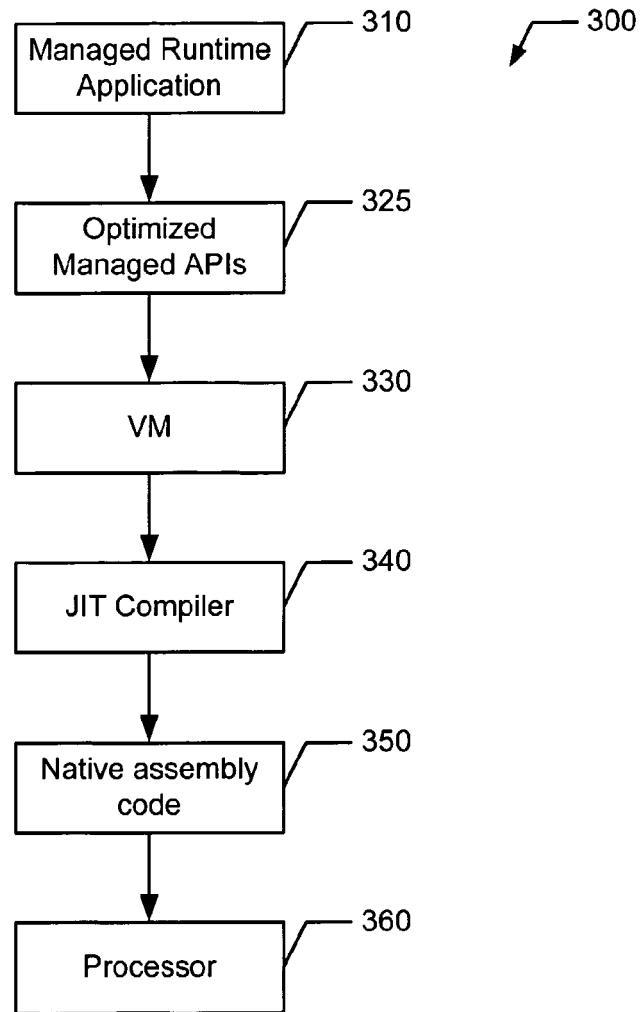 Managed Runtime
Application
310
300
Optimized
Managed APIs
325
VM
330
JIT Compiler
340
Native assembly
code
350
Processor
360